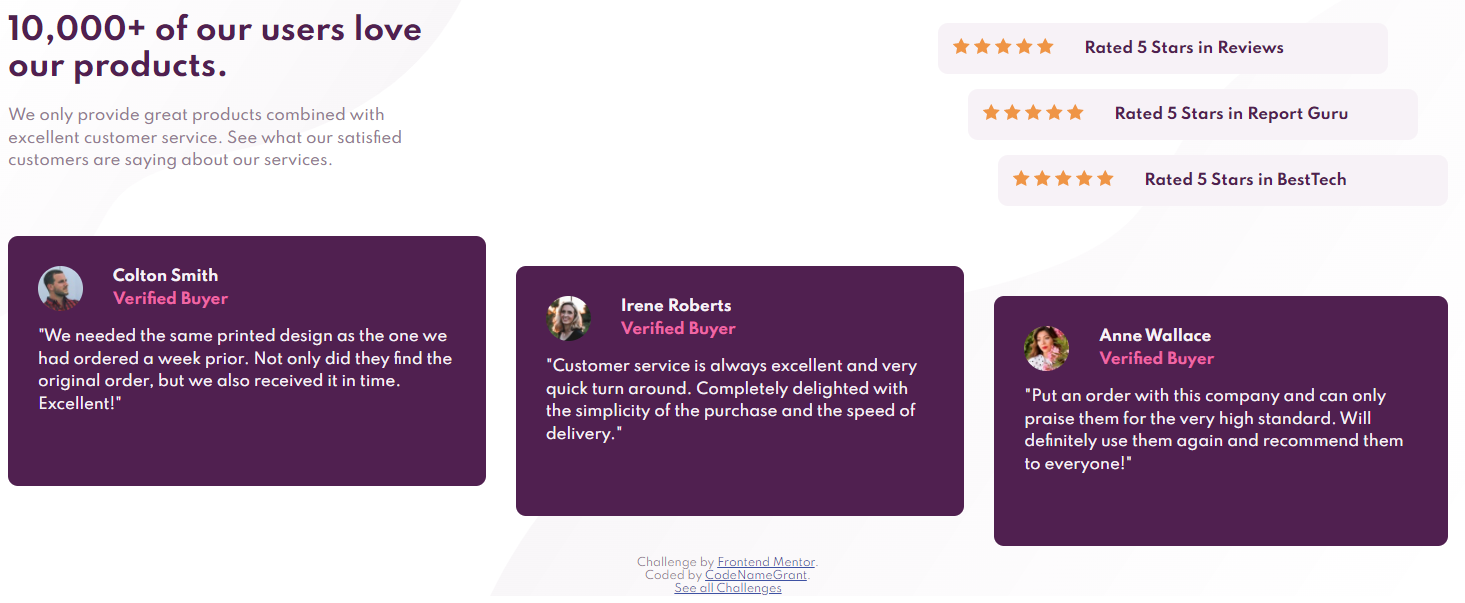 10,000+ of our users love
our products.
We only provide great products combined with
excellent customer service. See what our satisfied
customers are saying about our services.
Rated 5 Stars in Reviews
Rated 5 Stars in Report Guru
Rated 5 Stars in BestTech
Colton Smith
Verified Buyer
"We needed the same printed design as the one we
had ordered a week prior. Not only did they find the
original order, but we also received it in time.
Excellent!"
Irene Roberts
Verified Buyer
"Customer service is always excellent and very
quick turn around. Completely delighted with
the simplicity of the purchase and the speed of
delivery."
Anne Wallace
Verified Buyer
"Put an order with this company and can only
praise them for the very high standard. Will
definitely use them again and recommend them
to everyone!"
Challenge by Frontend Mentor.
Coded by CodeNameGrant.
See all Challenges